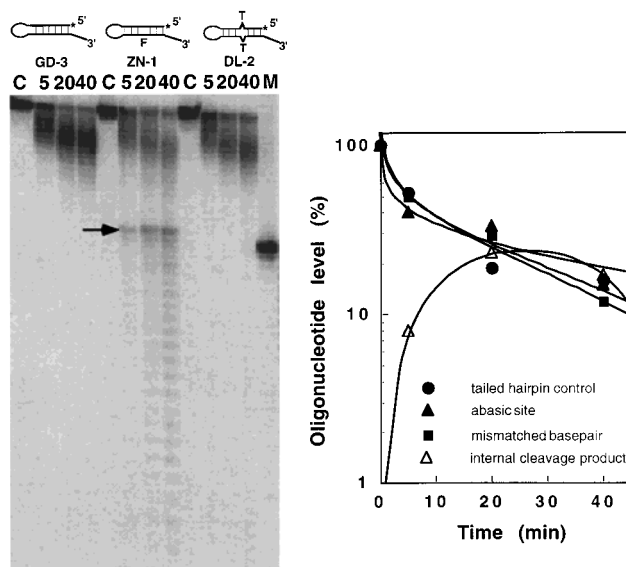 T
5'
5'
5'
3'
3'
3'
F
T
GD-3
ZN-1
DL-2
C 5 20 40 C 5 20 40 C 5 20 40 M
Oligonucleotide level (%)
100
10
1
0
20
40
Time (min)
tailed hairpin control
abasic site
mismatched basepair
internal cleavage product